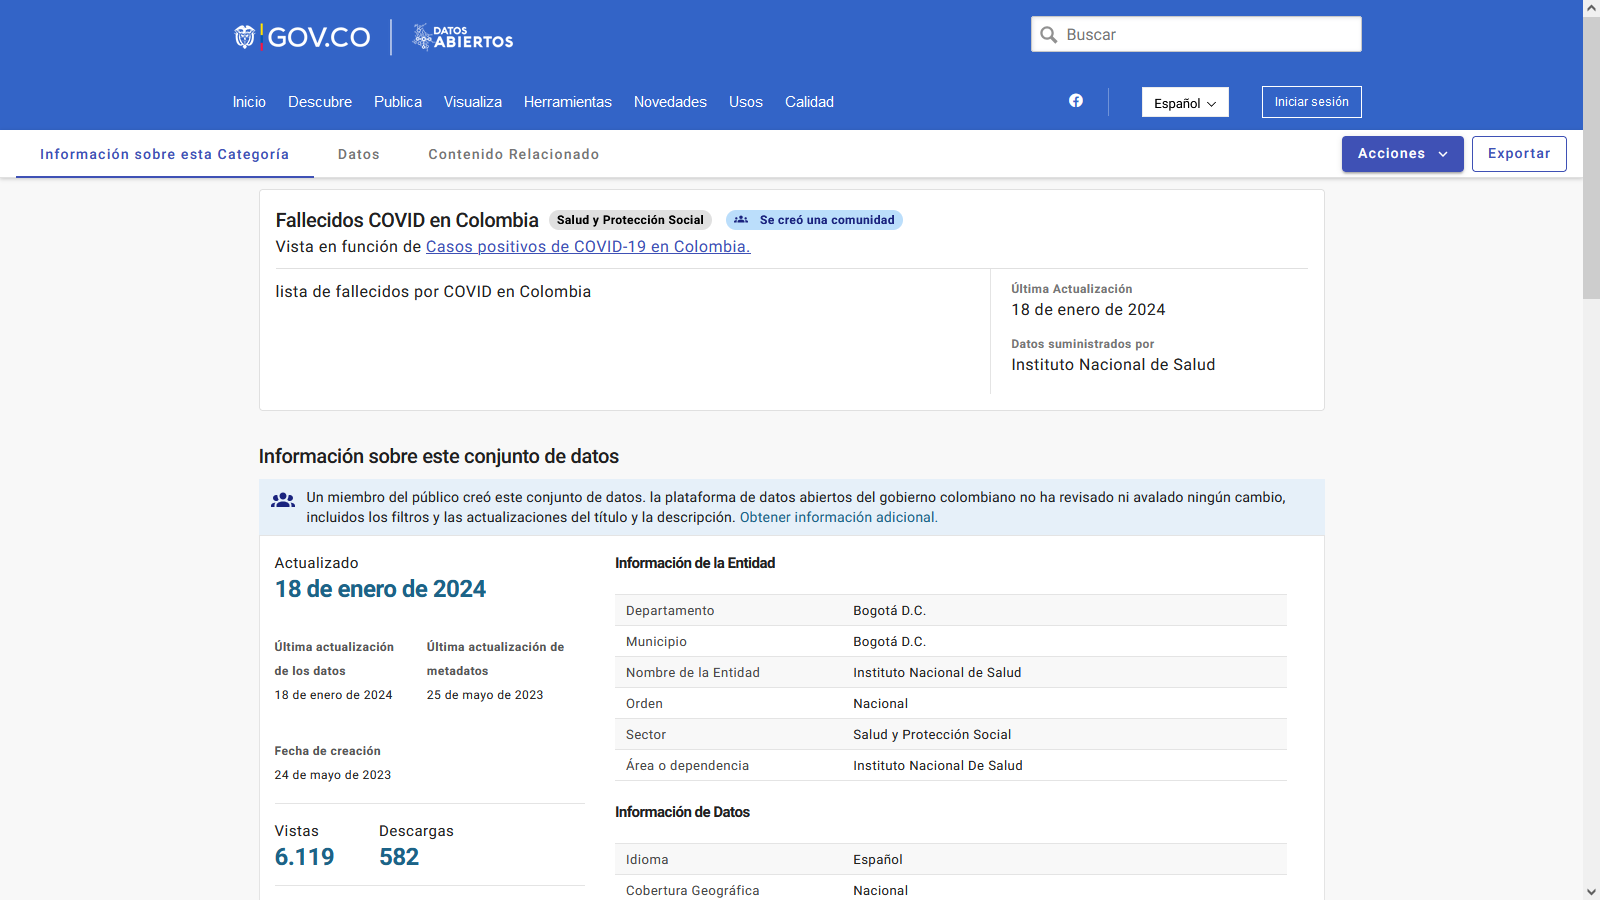 GOV.CO
DATOS
ABIERTOS
Buscar
Inicio
Descubre
Publica
Visualiza
Herramientas
Novedades
Usos
Calidad
Español
Iniciar sesión
Información sobre esta Categoría
Datos
Contenido Relacionado
Acciones
Exportar
Fallecidos COVID en Colombia
Salud y Protección Social
Se creó una comunidad
Vista en función de Casos positivos de COVID-19 en Colombia.
lista de fallecidos por COVID en Colombia
Última Actualización
18 de enero de 2024
Datos suministrados por
Instituto Nacional de Salud
Información sobre este conjunto de datos
Un miembro del público creó este conjunto de datos. la plataforma de datos abiertos del gobierno colombiano no ha revisado ni avalado ningún cambio,
incluidos los filtros y las actualizaciones del título y la descripción. Obtener información adicional.
Actualizado
18 de enero de 2024
Última actualización
de los datos
18 de enero de 2024
Última actualización de
metadatos
25 de mayo de 2023
Fecha de creación
24 de mayo de 2023
Vistas
6.119
Descargas
582
Información de la Entidad
Departamento Bogotá D.C.
Municipio Bogotá D.C.
Nombre de la Entidad Instituto Nacional de Salud
Orden Nacional
Sector Salud y Protección Social
Área o dependencia Instituto Nacional De Salud
Información de Datos
Idioma Español
Cobertura Geográfica Nacional